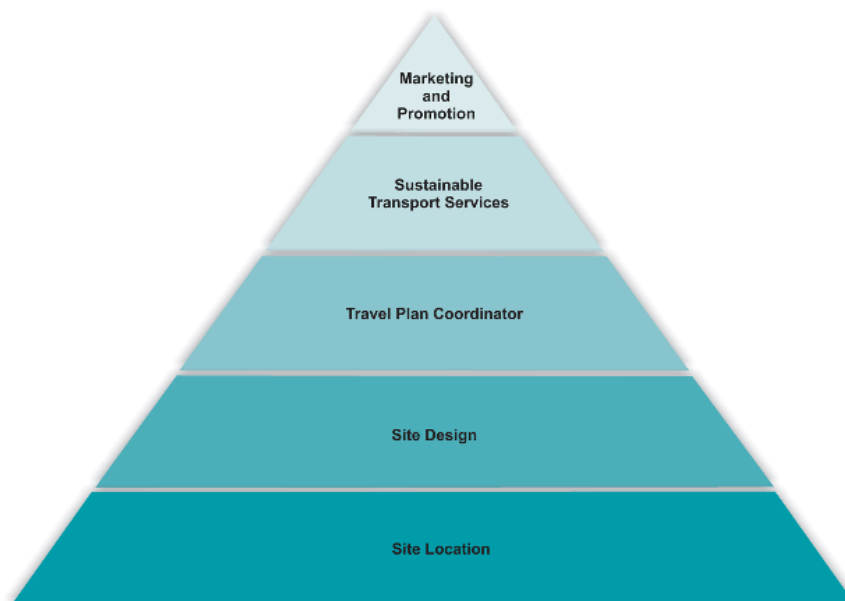 Marketing
and
Promotion
Sustainable
Transport Services
Travel Plan Coordinator
Site Design
Site Location